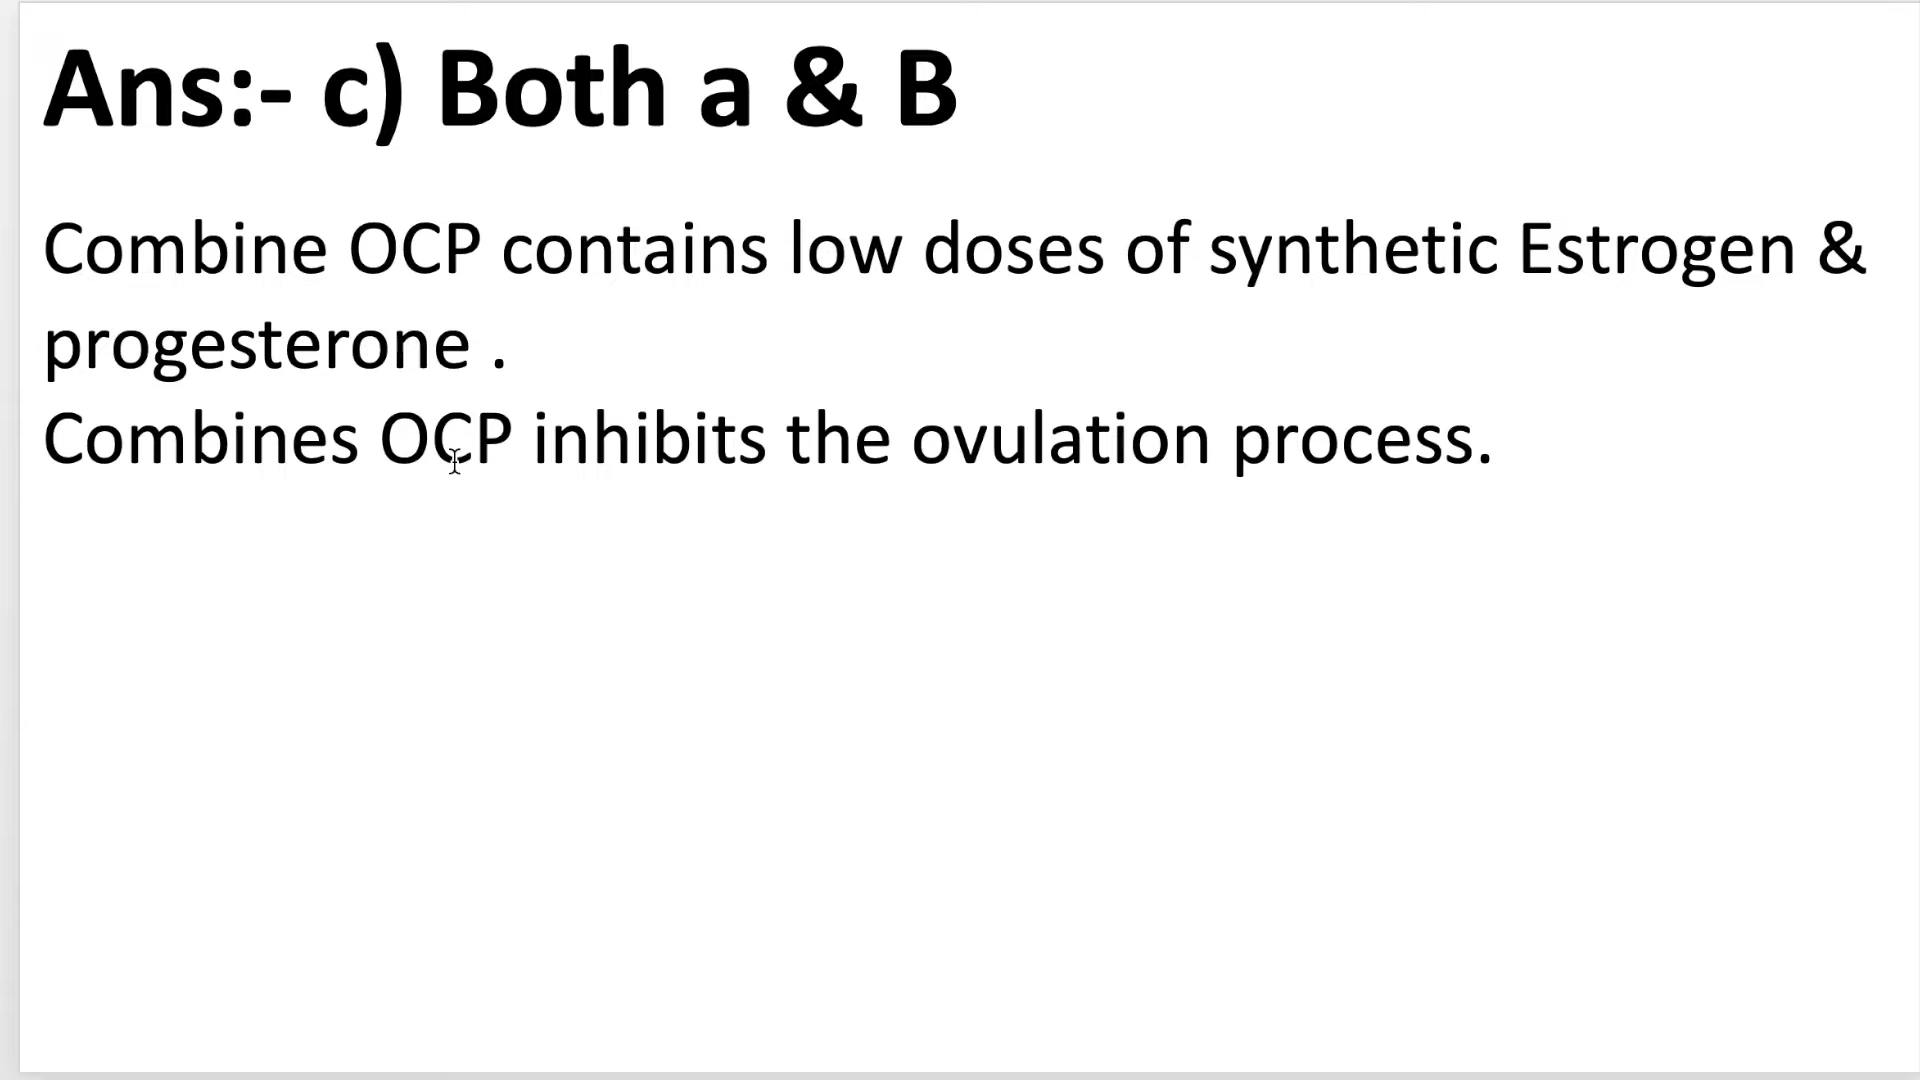 Ans:- c) Both a & B
Combine OCP contains low doses of synthetic Estrogen &
progesterone .
Combines OCP inhibits the ovulation process.